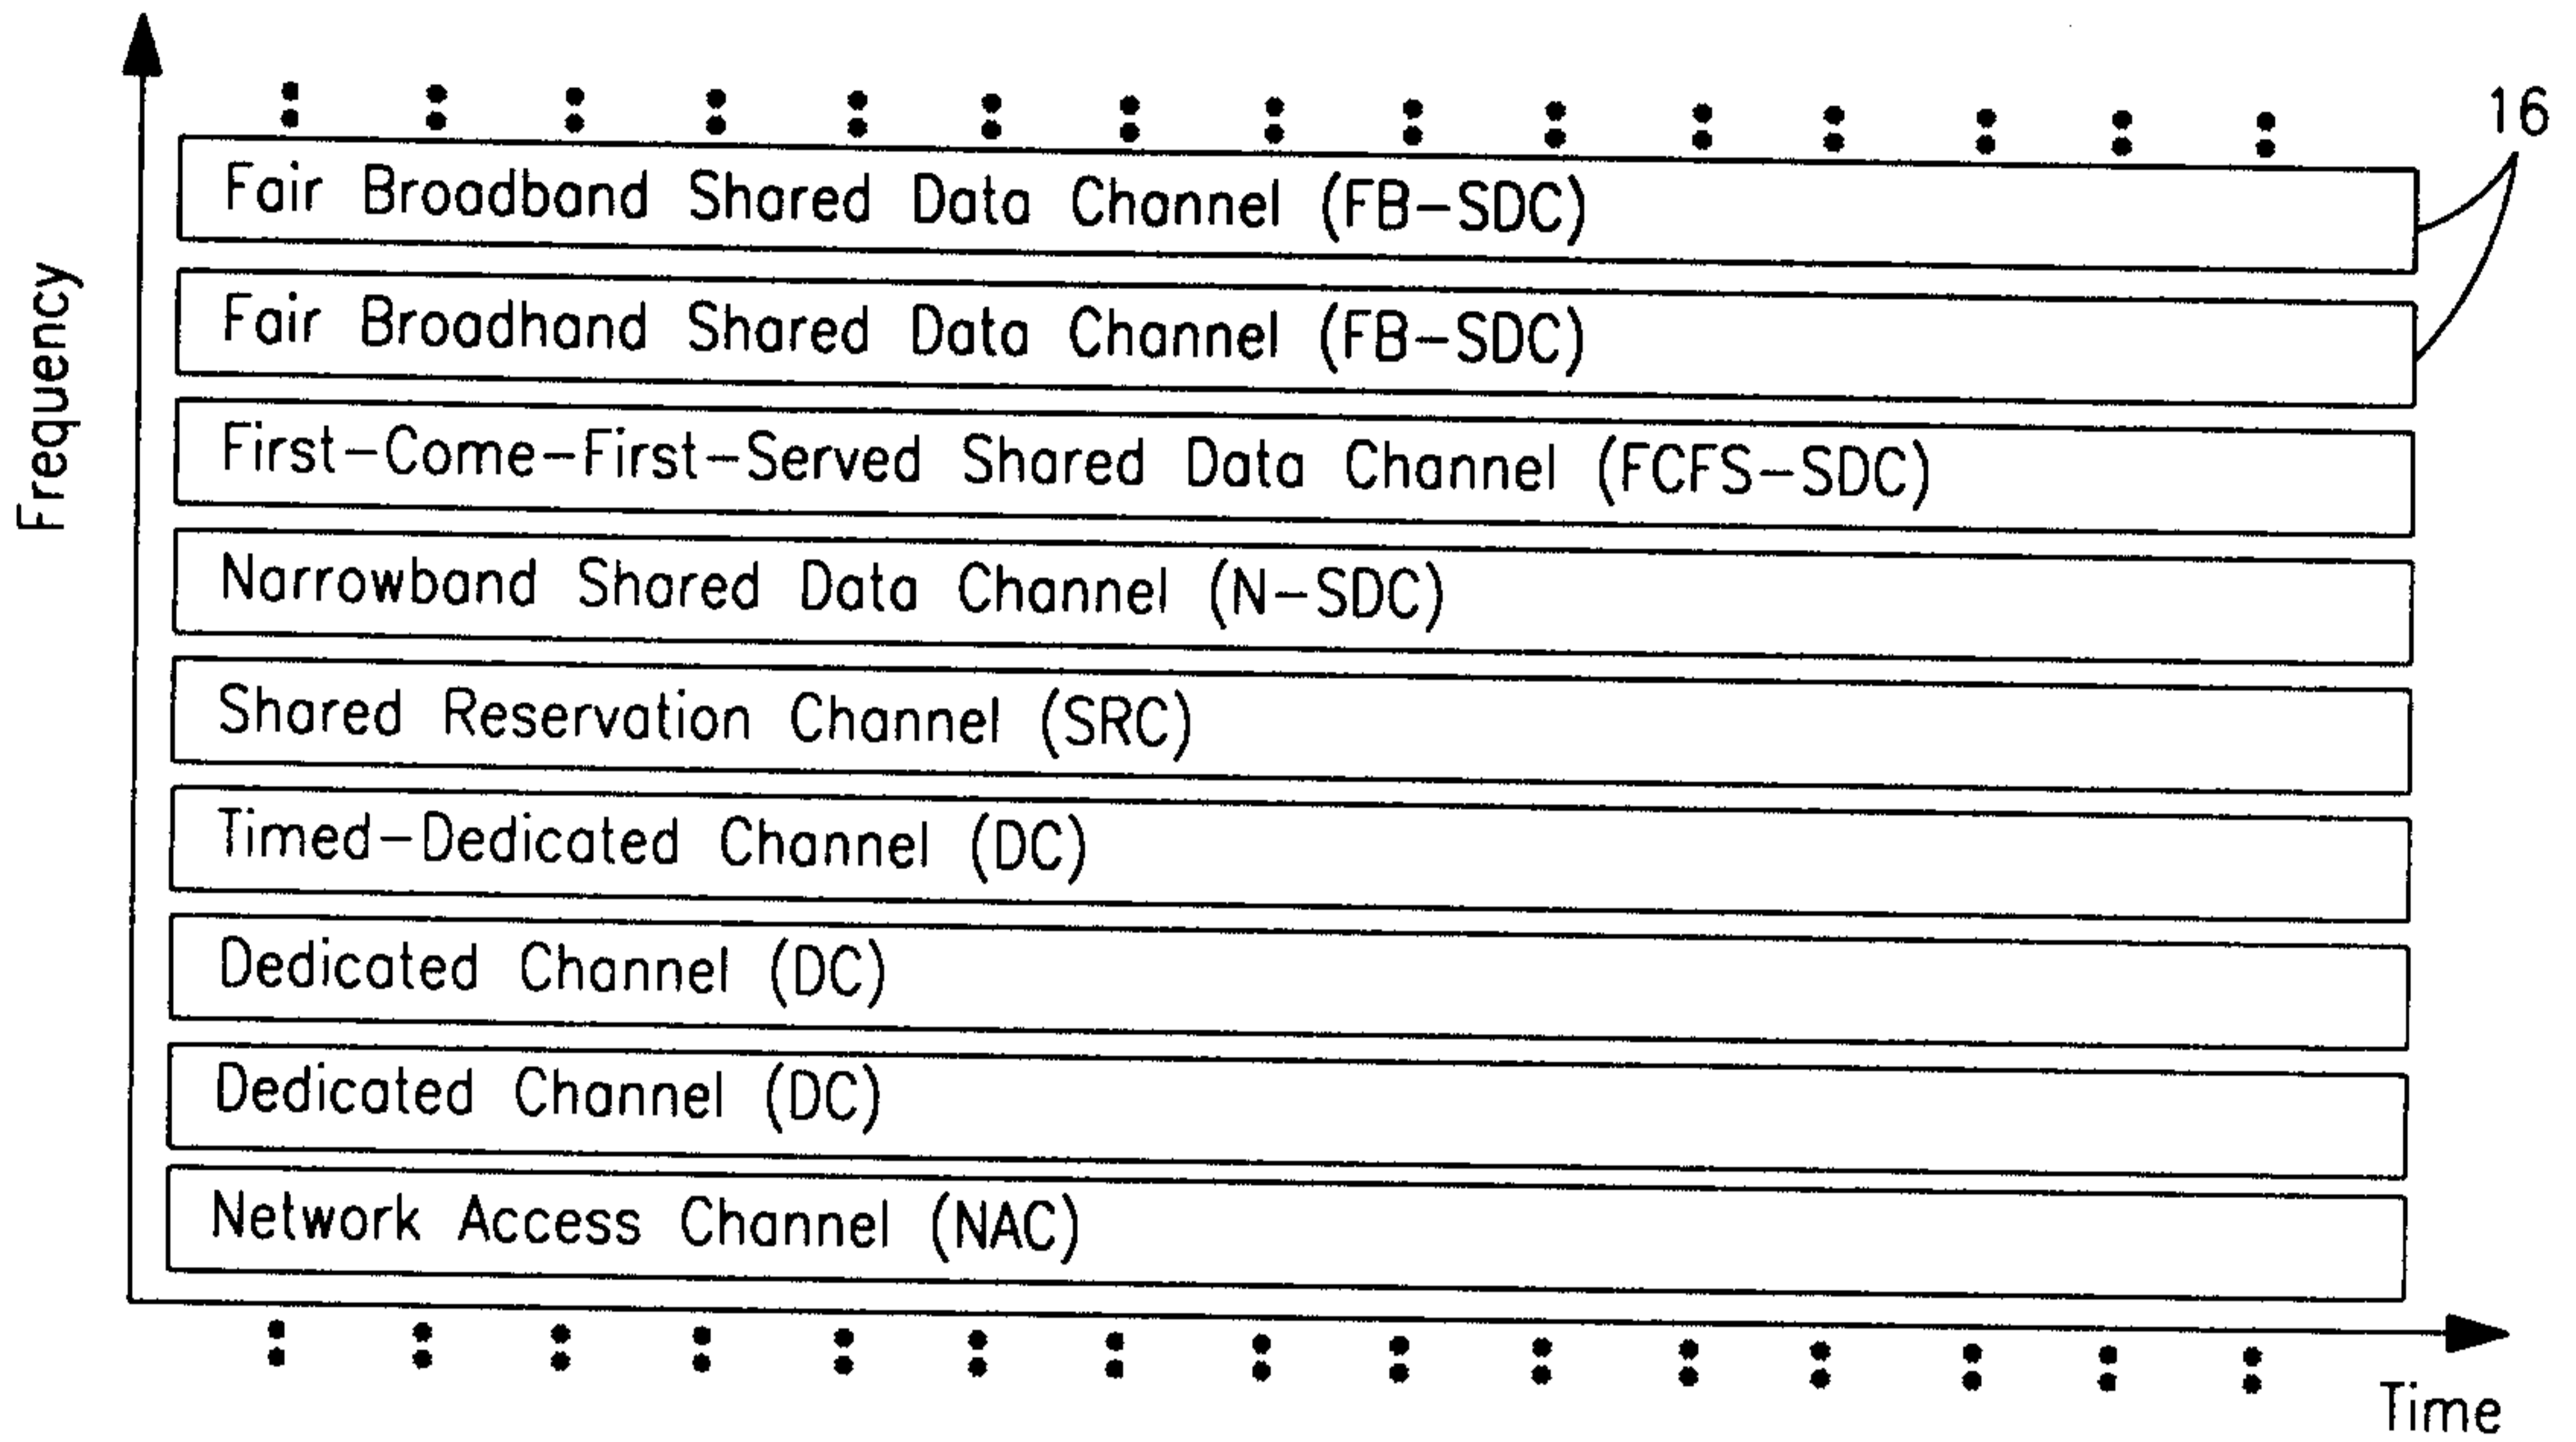 16
Frequency
Fair Broadband Shared Data Channel (FB-SDC)
Fair Broadhand Shared Data Channel (FB-SDC)
First-Come-First-Served Shared Data Channel (FCFS-SDC)
Narrowband Shared Data Channel (N-SDC)
Shared Reservation Channel (SRC)
Timed-Dedicated Channel (DC)
Dedicated Channel (DC)
Dedicated Channel (DC)
Network Access Channel (NAC)
Time